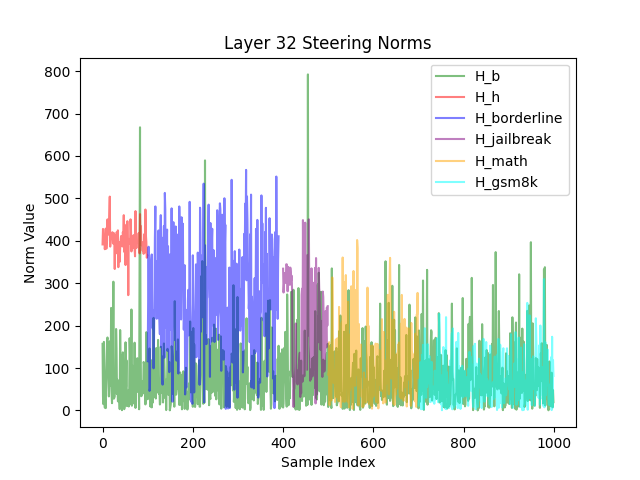 Layer 32 Steering Norms
Norm Value
800
700
600
500
400
300
200
100
0
0
200
400
600
800
1000
Sample Index
H_b
H_h
H_borderline
H_jailbreak
H_math
H_gsm8k